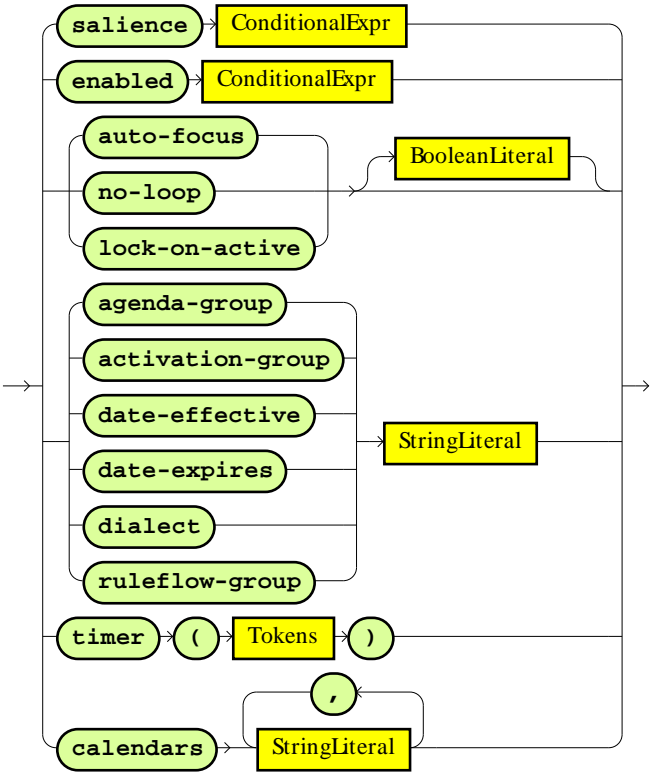 salience ConditionalExpr
enabled ConditionalExpr
auto-focus
BooleanLiteral
no-loop
lock-on-active
agenda-group
activation-group
date-effective
StringLiteral
date-expires
dialect
ruleflow-group
timer ( Tokens )
,
calendars StringLiteral